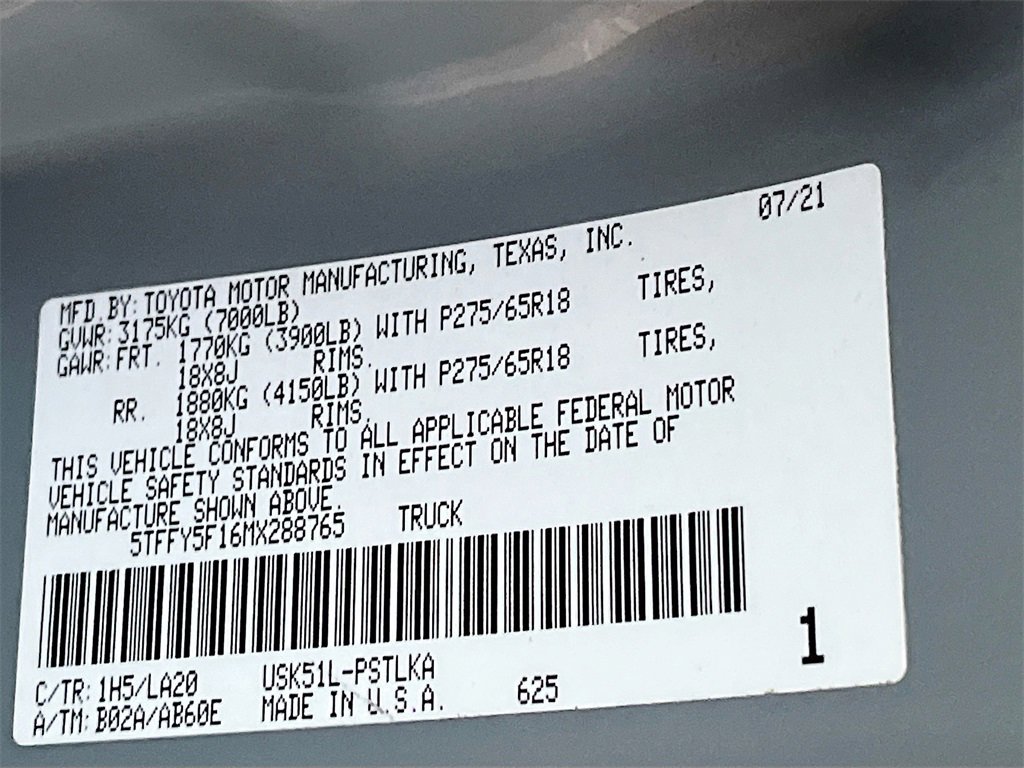 07/21
MFD.BY: TOYOTA MOTOR MANUFACTURING, TEXAS, INC.
GVWR: 3175KG (7000LB)
GAWR: FRT. 1770KG (3900LB) WITH P275/65R18 TIRES,
18X8J RIMS.
RR. 1880KG (4150LB) WITH P275/65R18 TIRES,
18X8J RIMS.
THIS VEHICLE CONFORMS TO ALL APPLICABLE FEDERAL MOTOR
VEHICLE SAFETY STANDARDS IN EFFECT ON THE DATE OF
MANUFACTURE SHOWN ABOVE.
5TFFY5F16MX288765 TRUCK
1
C/TR: 1H5/LA20 USK51L-PSTLKA
A/TM: B02A/AB60E MADE IN U.S.A. 625